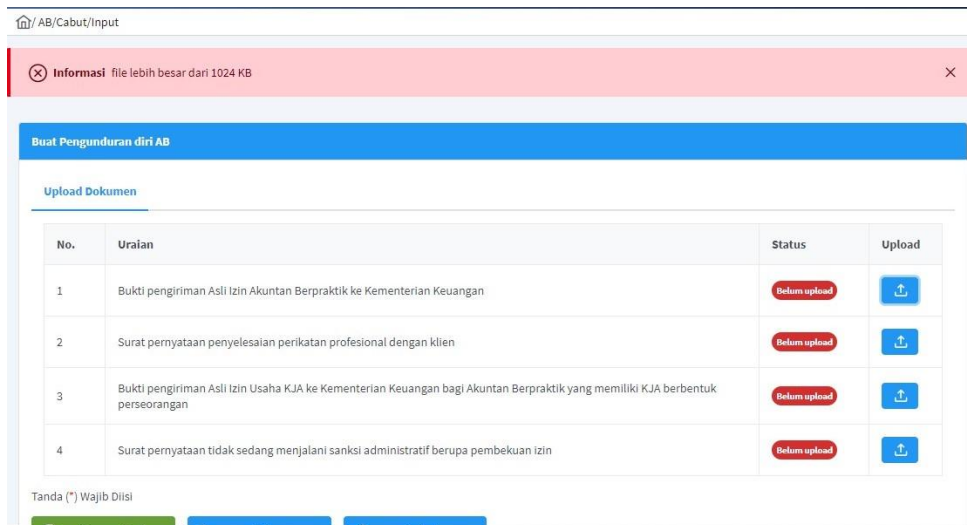 / AB/Cabut/Input
Informasi file lebih besar dari 1024 KB
Buat Pengunduran diri AB
Upload Dokumen
No. Uraian Status Upload
1 Bukti pengiriman Asli Izin Akuntan Berpraktik ke Kementerian Keuangan Belum upload
2 Surat pernyataan penyelesaian perikatan profesional dengan klien Belum upload
3 Bukti pengiriman Asli Izin Usaha KJA ke Kementerian Keuangan bagi Akuntan Berpraktik yang memiliki KJA berbentuk
perseorangan Belum upload
4 Surat pernyataan tidak sedang menjalani sanksi administratif berupa pembekuan izin Belum upload
Tanda (*) Wajib Diisi